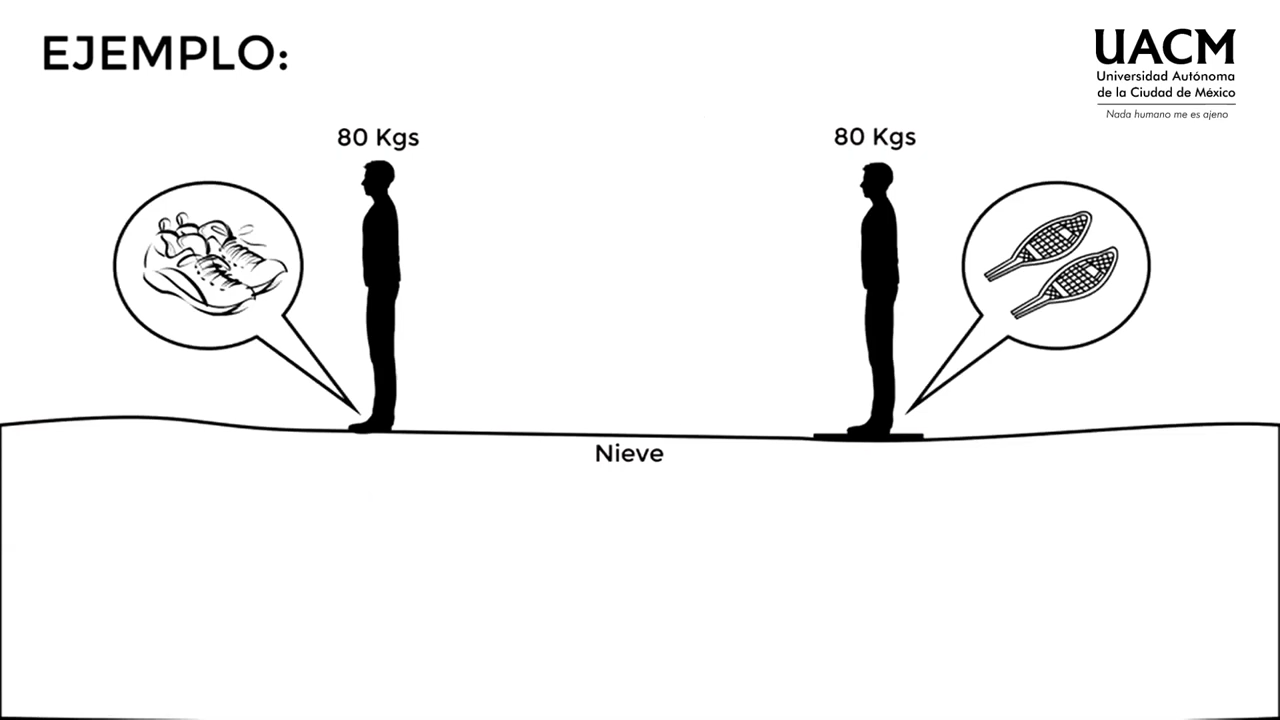 EJEMPLO:
UACM
Universidad Autónoma
de la Ciudad de México
Nada humano me es ajeno
80 Kgs
80 Kgs
Nieve